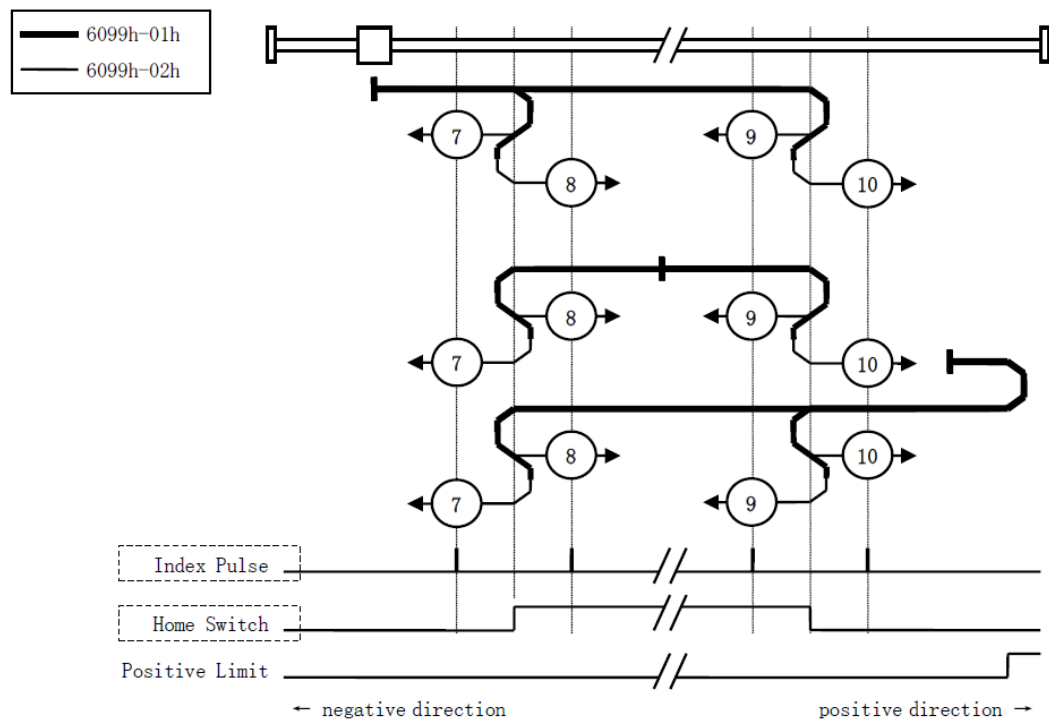 6099h-01h
6099h-02h
7
9
8
10
8
9
7
10
8
10
7
9
Index Pulse
Home Switch
Positive Limit
← negative direction
positive direction →